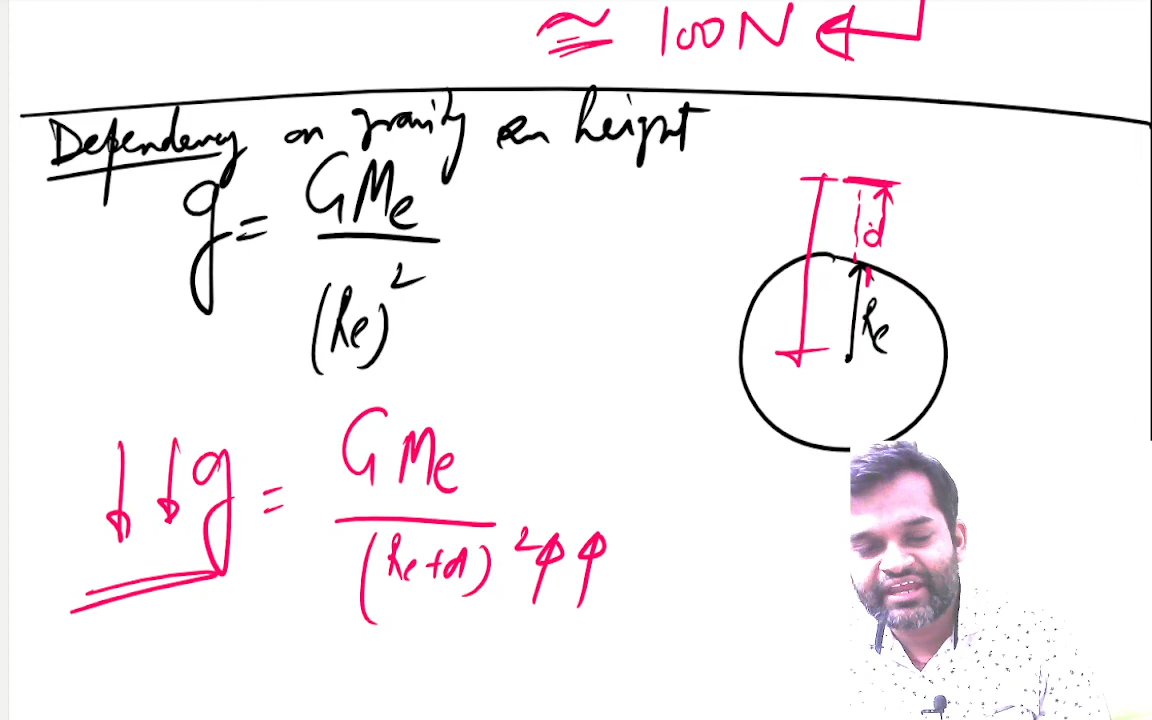 ≅ 100N
Dependency on gravity on height
g = GMe
(Re)²
d
Re
g = GMe
(Re+d)²